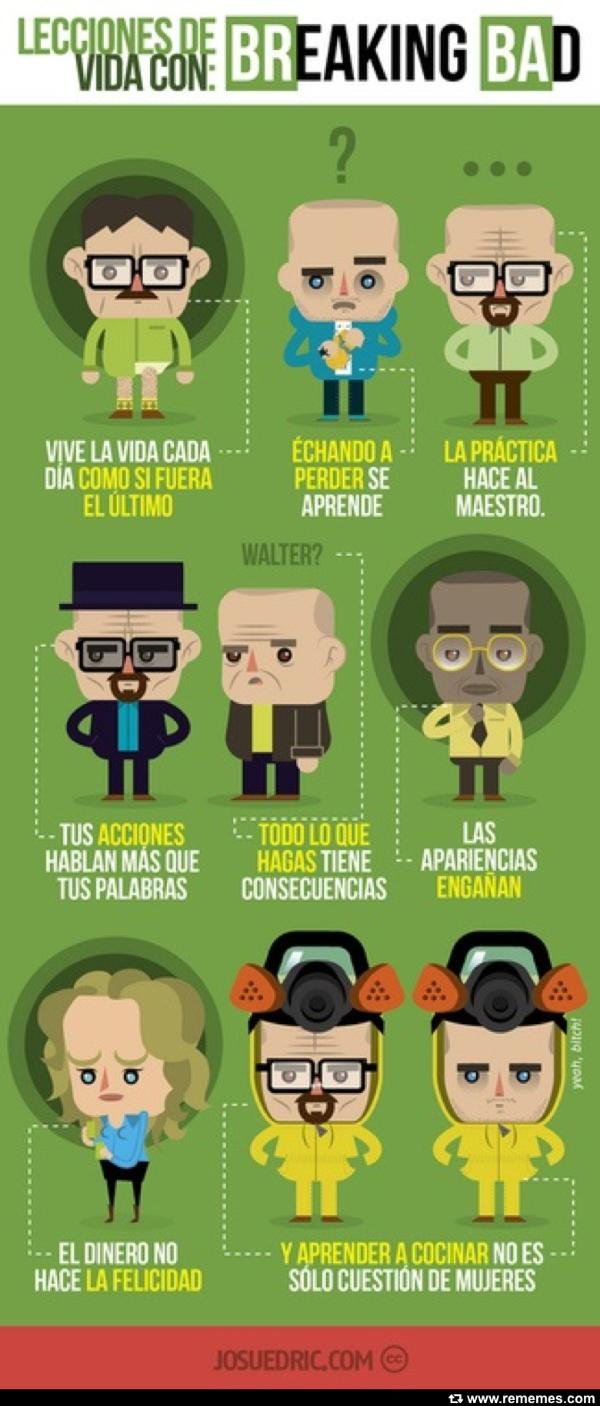 LECCIONES DE
VIDA CON: BREAKING BAD
?
...
VIVE LA VIDA CADA
DÍA COMO SI FUERA
EL ÚLTIMO
ÉCHANDO A
PERDER SE
APRENDE
LA PRÁCTICA
HACE AL
MAESTRO.
WALTER?
TUS ACCIONES
HABLAN MÁS QUE
TUS PALABRAS
TODO LO QUE
HAGAS TIENE
CONSECUENCIAS
LAS
APARIENCIAS
ENGAÑAN
yeah, bitch!
EL DINERO NO
HACE LA FELICIDAD
Y APRENDER A COCINAR NO ES
SÓLO CUESTIÓN DE MUJERES
JOSUEDRIC.COM cc
www.rememes.com